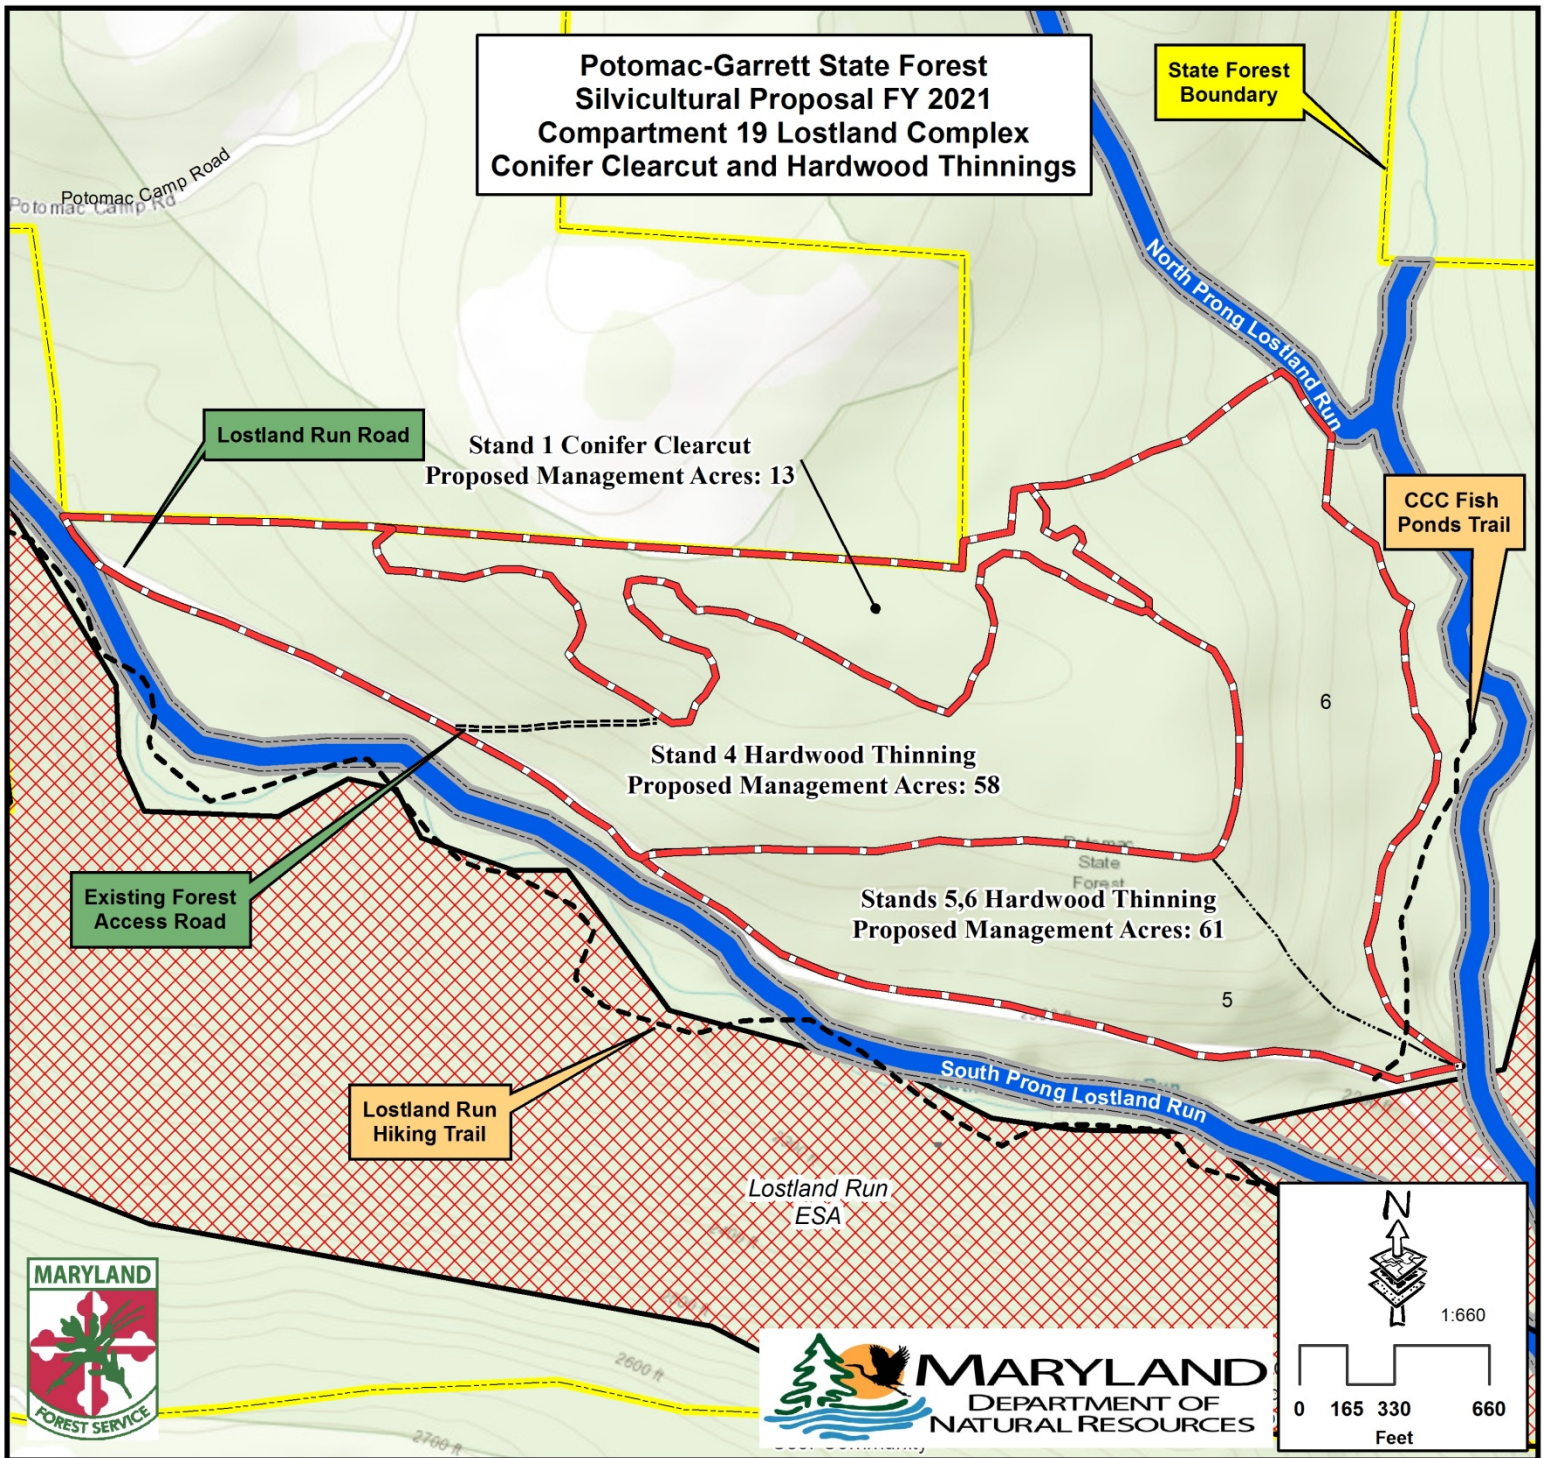 Potomac-Garrett State Forest
Silvicultural Proposal FY 2021
Compartment 19 Lostland Complex
Conifer Clearcut and Hardwood Thinnings
State Forest
Boundary
Potomac Camp Road
Potomac Camp Rd
North Prong Lostland Run
Lostland Run Road
Stand 1 Conifer Clearcut
Proposed Management Acres: 13
CCC Fish
Ponds Trail
6
Stand 4 Hardwood Thinning
Proposed Management Acres: 58
Potomac
State
Forest
Existing Forest
Access Road
Stands 5,6 Hardwood Thinning
Proposed Management Acres: 61
5
South Prong Lostland Run
Run
Lostland Run
Hiking Trail
Lostland Run
ESA
2600 ft
2700 ft
MARYLAND
FOREST SERVICE
MARYLAND
DEPARTMENT OF
NATURAL RESOURCES
N
1:660
0 165 330 660
Feet